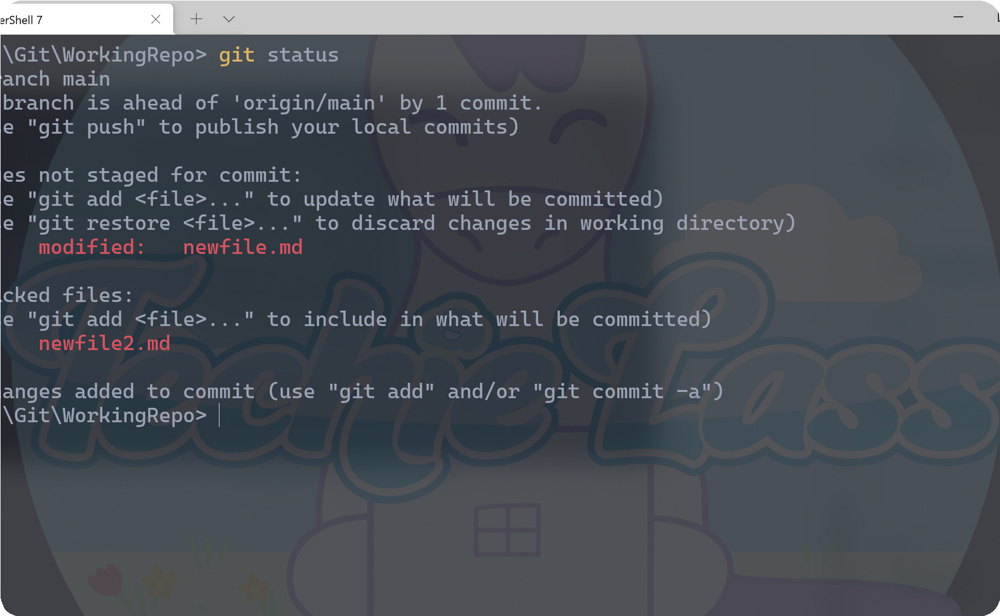 erShell 7
\Git\WorkingRepo> git status
ranch main
branch is ahead of 'origin/main' by 1 commit.
e "git push" to publish your local commits)
es not staged for commit:
e "git add <file>..." to update what will be committed)
e "git restore <file>..." to discard changes in working directory)
modified:   newfile.md
cked files:
e "git add <file>..." to include in what will be committed)
newfile2.md
anges added to commit (use "git add" and/or "git commit -a")
\Git\WorkingRepo>
Techie Lass